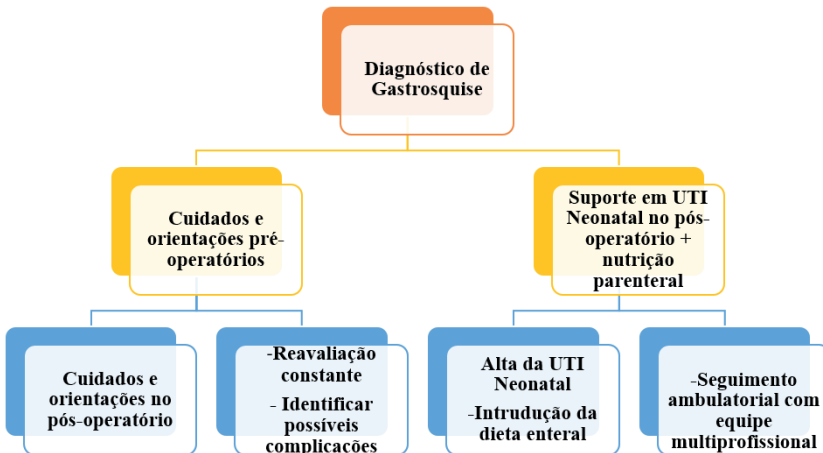 Diagnóstico de
Gastrosquise
Cuidados e
orientações pré-
operatórios
Suporte em UTI
Neonatal no pós-
operatório +
nutrição
parenteral
Cuidados e
orientações no
pós-operatório
-Reavaliação
constante
- Identificar
possíveis
complicações
Alta da UTI
Neonatal
-Intrudução da
dieta enteral
-Seguimento
ambulatorial com
equipe
multiprofissional